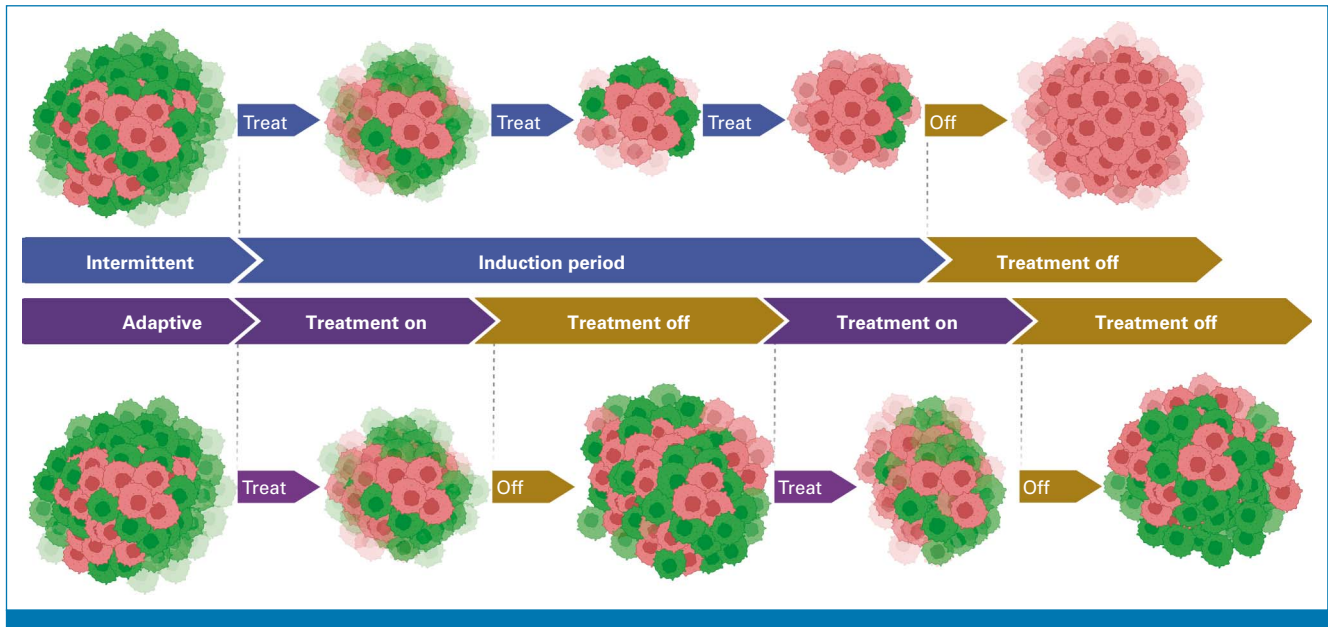 Treat
Treat
Treat
Off
Intermittent
Induction period
Treatment off
Adaptive
Treatment on
Treatment off
Treatment on
Treatment off
Treat
Off
Treat
Off